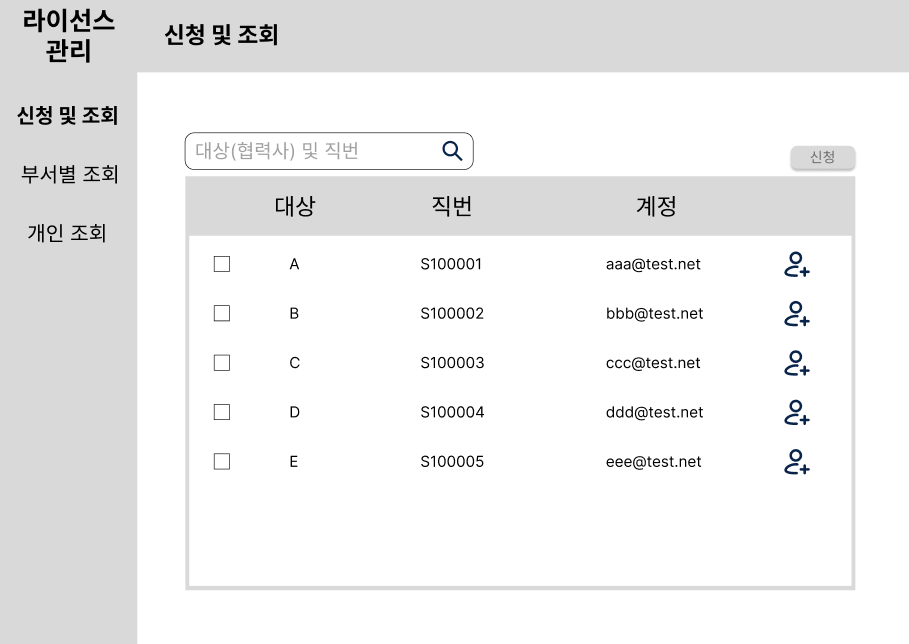 라이선스
관리
신청 및 조회
신청 및 조회
부서별 조회
개인 조회
대상(협력사) 및 직번
신청
대상 직번 계정
A S100001 aaa@test.net
B S100002 bbb@test.net
C S100003 ccc@test.net
D S100004 ddd@test.net
E S100005 eee@test.net